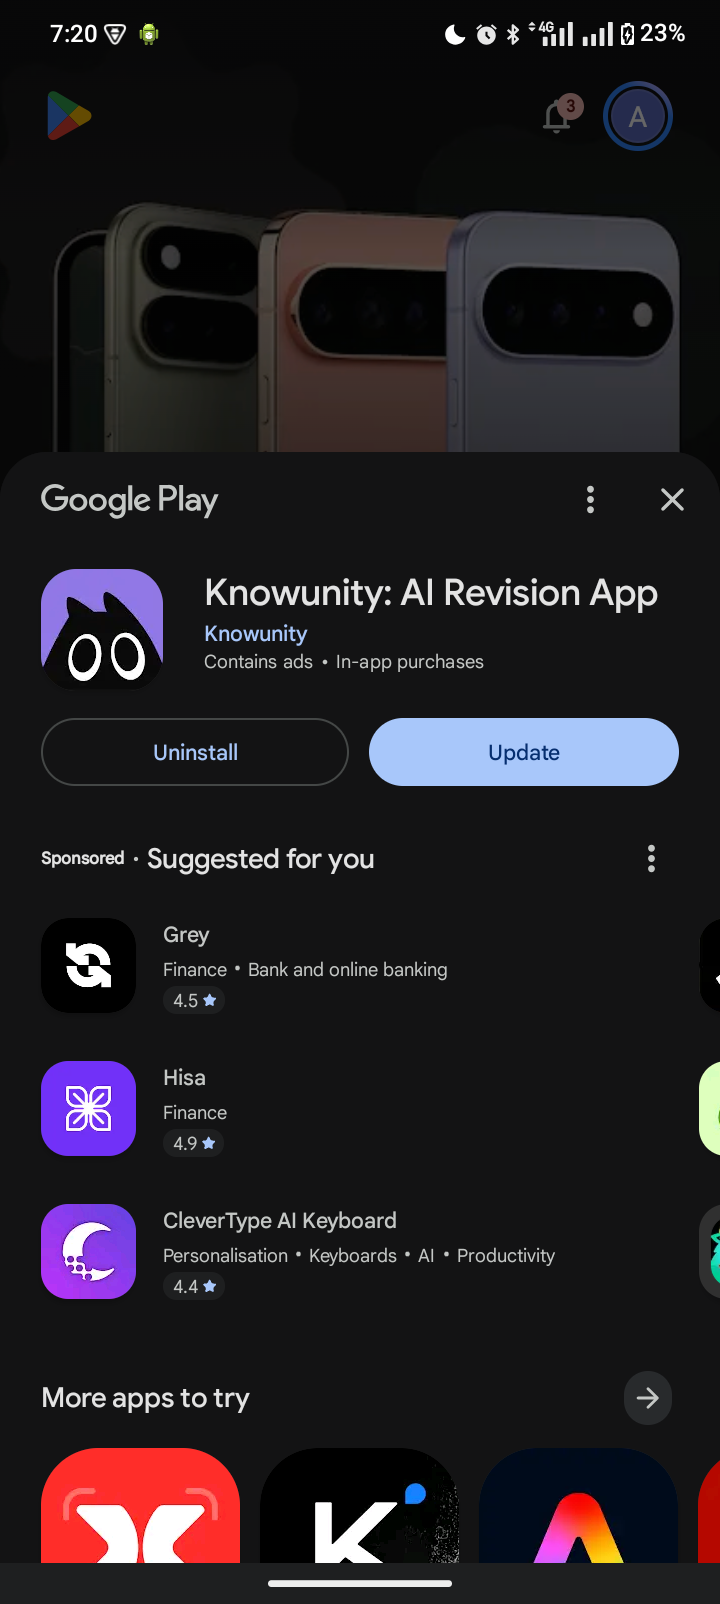 7:20
4G
23%
3
A
Google Play
Knowunity: AI Revision App
Knowunity
Contains ads • In-app purchases
Uninstall
Update
Sponsored • Suggested for you
Grey
Finance • Bank and online banking
4.5
Hisa
Finance
4.9
CleverType AI Keyboard
Personalisation • Keyboards • AI • Productivity
4.4
More apps to try
K